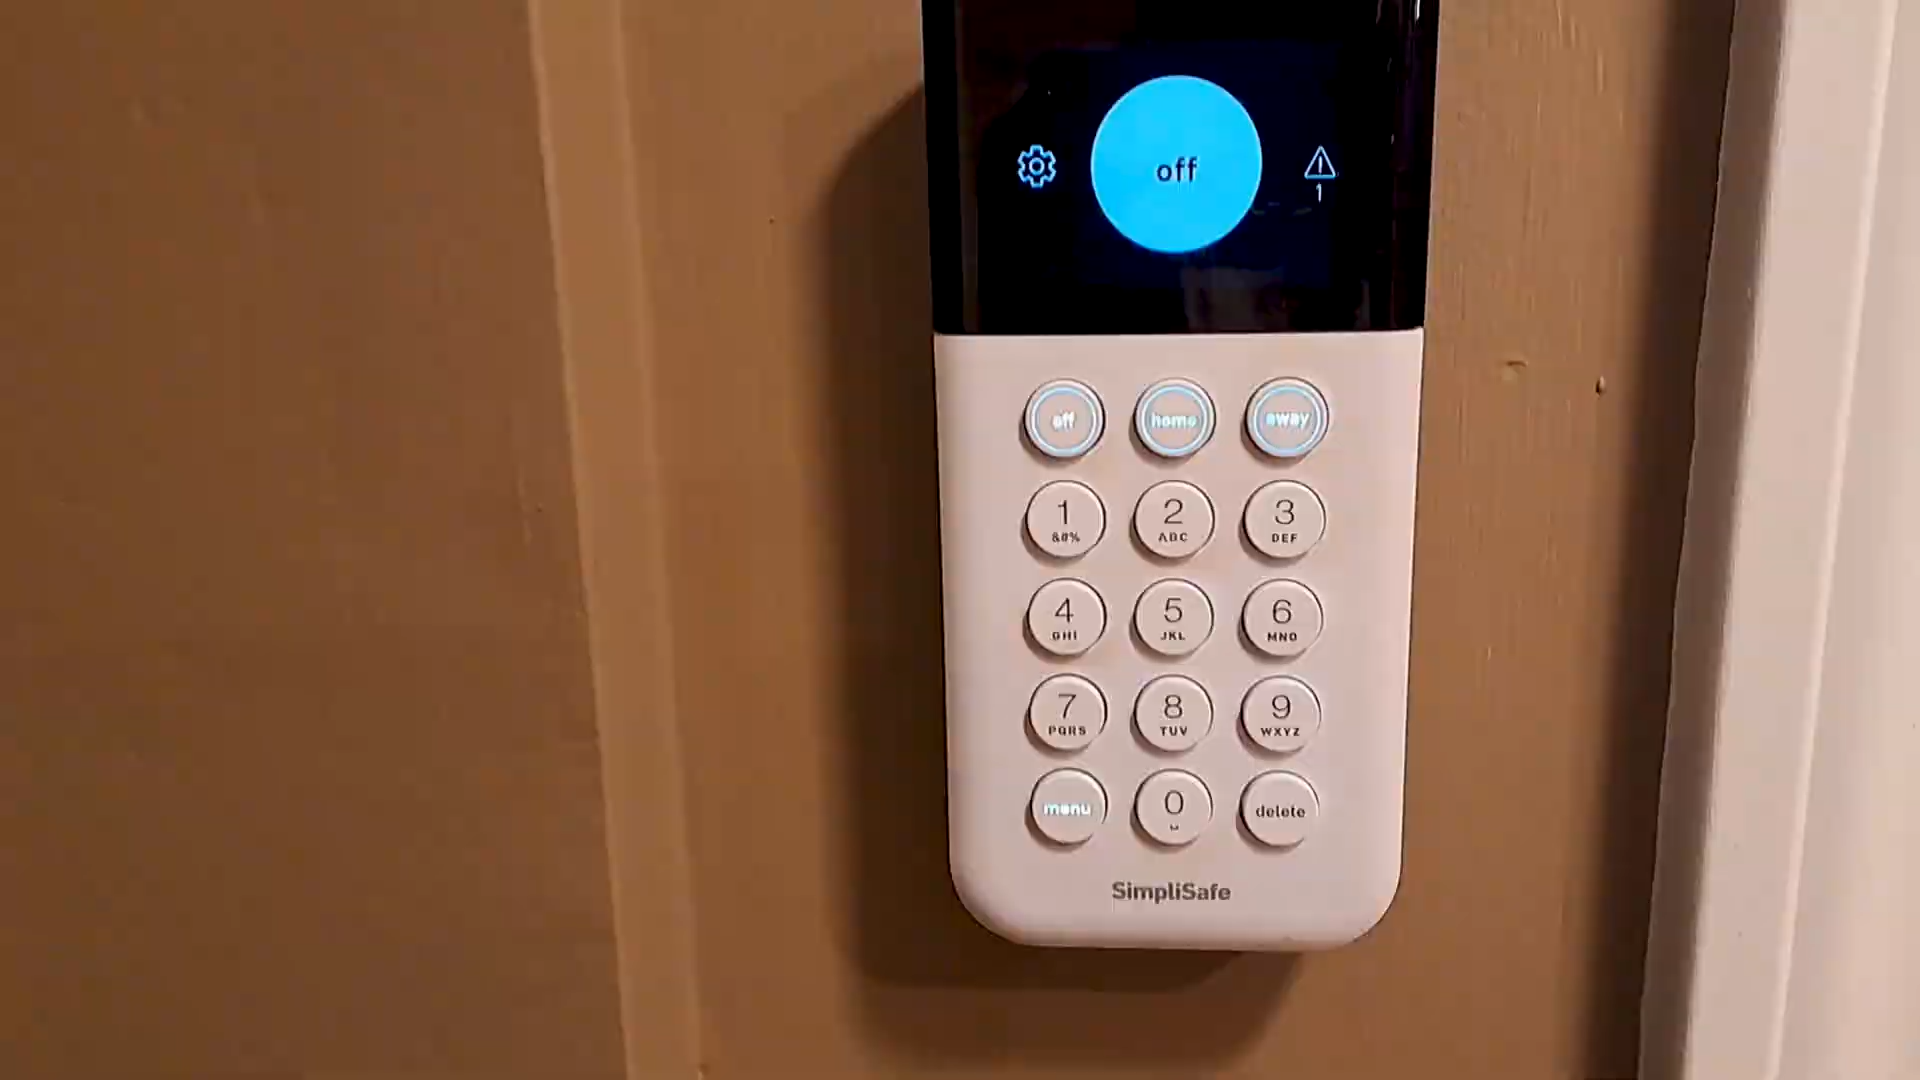 off
1
off home away
1 2 3
&#% ABC DEF
4 5 6
GHI JKL MNO
7 8 9
PQRS TUV WXYZ
menu 0 delete
SimpliSafe